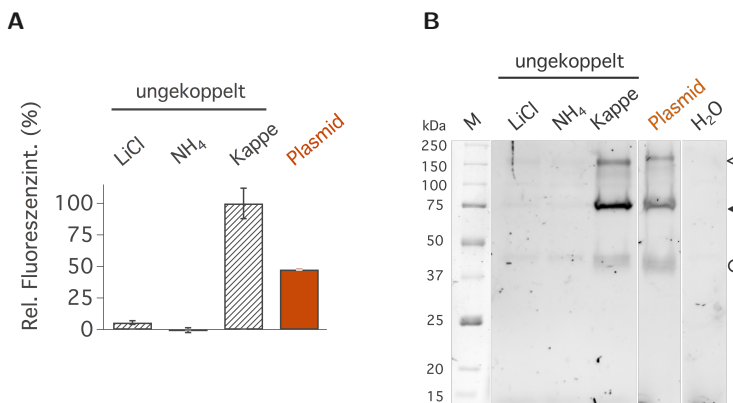 A
ungekoppelt
LiCl
NH₄
Kappe
Plasmid
Rel. Fluoreszenzint. (%)
100
75
50
25
0
B
ungekoppelt
kDa
M
LiCl
NH₄
Kappe
Plasmid
H₂O
250
150
100
75
50
37
25
20
15